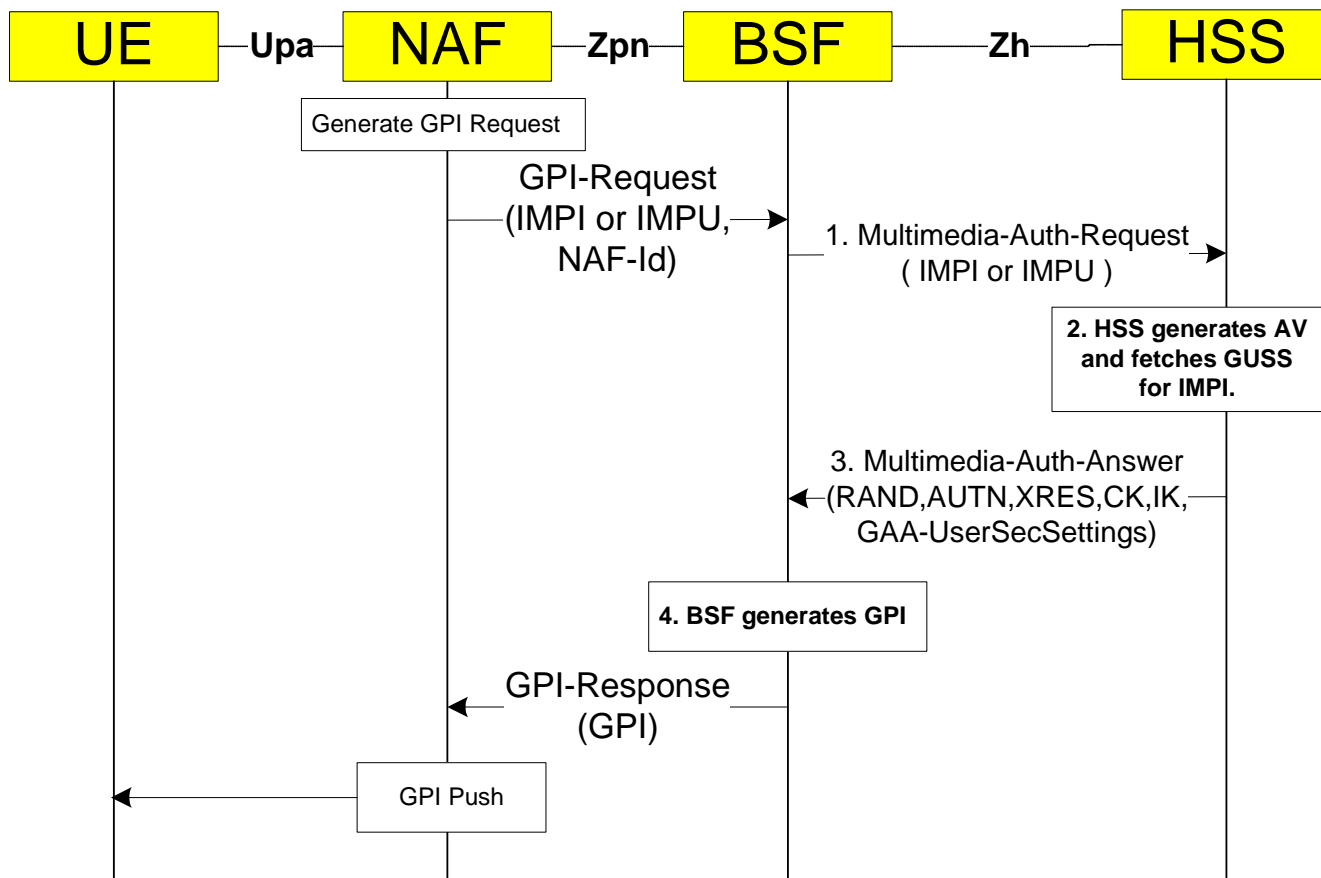 UE
Upa
NAF
Zpn
BSF
Zh
HSS
Generate GPI Request
GPI-Request
(IMPI or IMPU,
NAF-Id)
1. Multimedia-Auth-Request
( IMPI or IMPU )
2. HSS generates AV
and fetches GUSS
for IMPI.
3. Multimedia-Auth-Answer
(RAND,AUTN,XRES,CK,IK,
GAA-UserSecSettings)
4. BSF generates GPI
GPI-Response
(GPI)
GPI Push